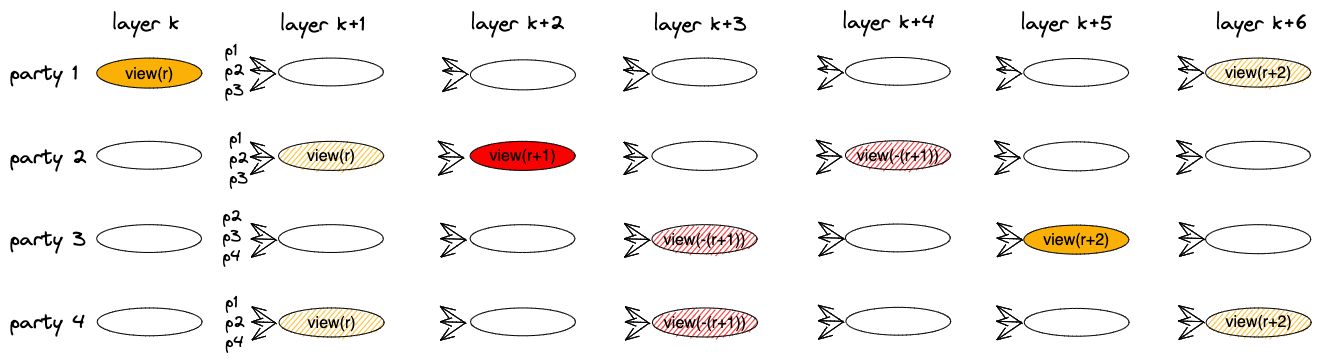 layer k layer k+1 layer k+2 layer k+3 layer k+4 layer k+5 layer k+6
p1
party 1 view(r) p2 view(r+2)
p3
p1
party 2 p2 view(r) view(r+1) view(-(r+1))
p3
p2
party 3 p3 view(-(r+1)) view(r+2)
p4
p1
party 4 p2 view(r) view(-(r+1)) view(r+2)
p4